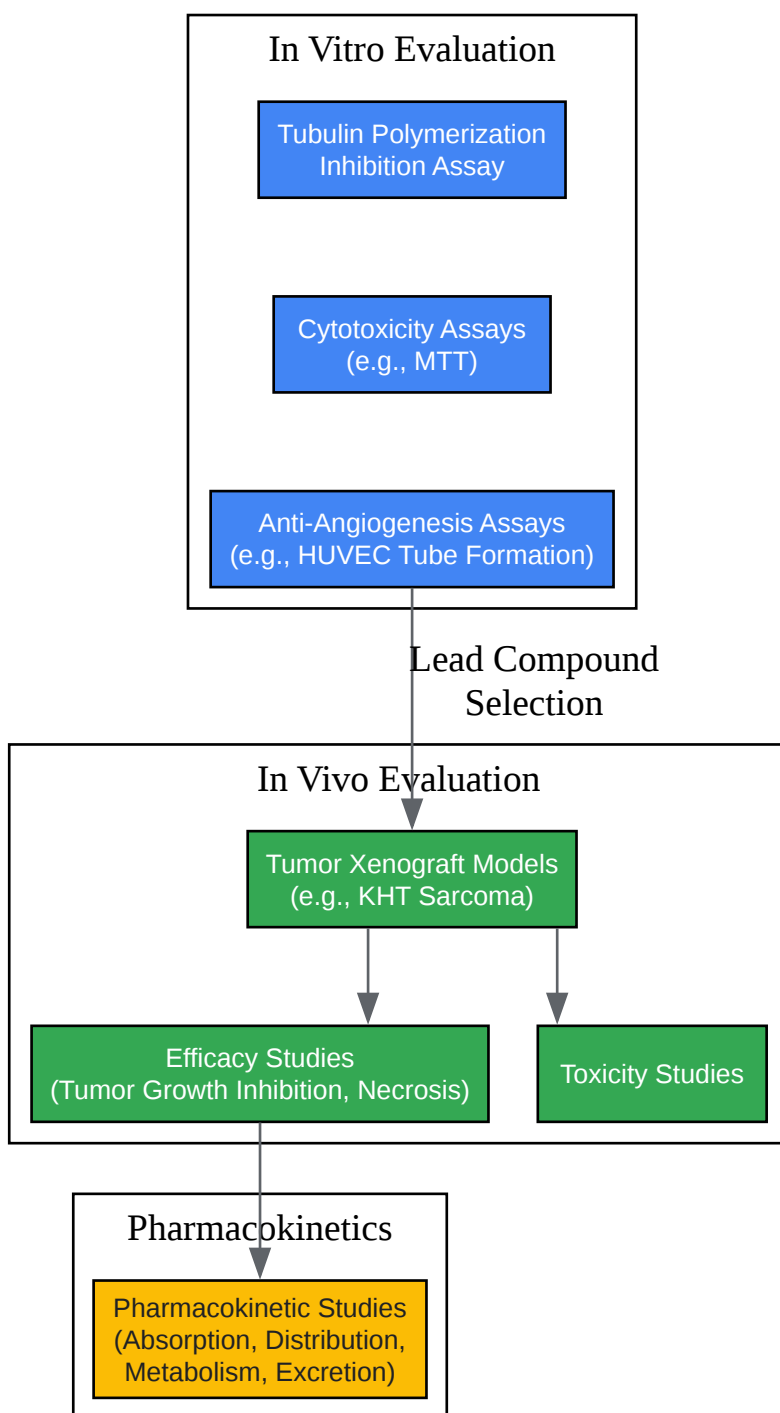 In Vitro Evaluation
Tubulin Polymerization
Inhibition Assay
Cytotoxicity Assays
(e.g., MTT)
Anti-Angiogenesis Assays
(e.g., HUVEC Tube Formation)
Lead Compound
Selection
In Vivo Evaluation
Tumor Xenograft Models
(e.g., KHT Sarcoma)
Efficacy Studies
(Tumor Growth Inhibition, Necrosis)
Toxicity Studies
Pharmacokinetics
Pharmacokinetic Studies
(Absorption, Distribution,
Metabolism, Excretion)